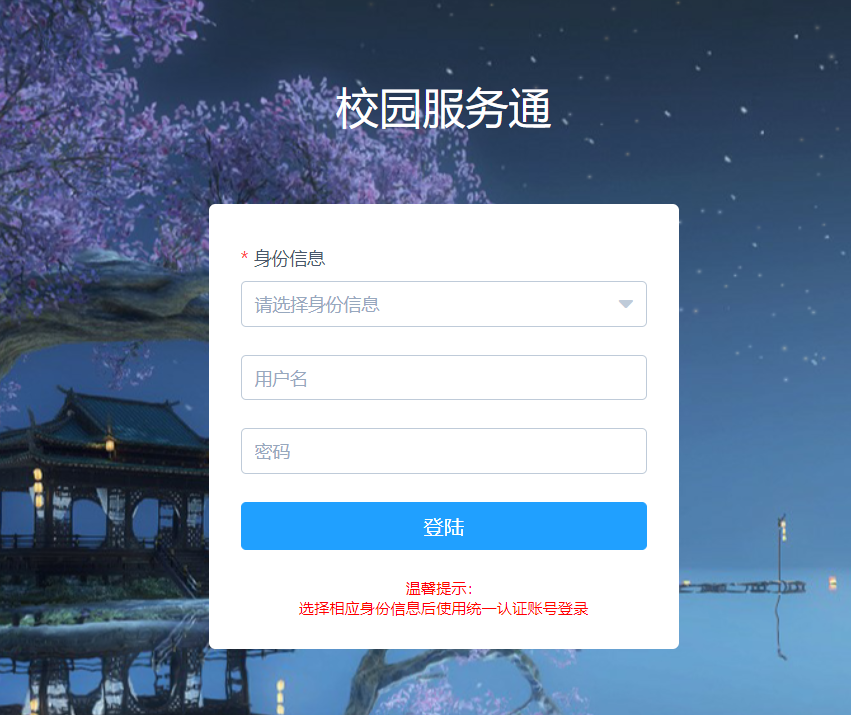 校园服务通
* 身份信息
请选择身份信息
用户名
密码
登陆
温馨提示：
选择相应身份信息后使用统一认证账号登录